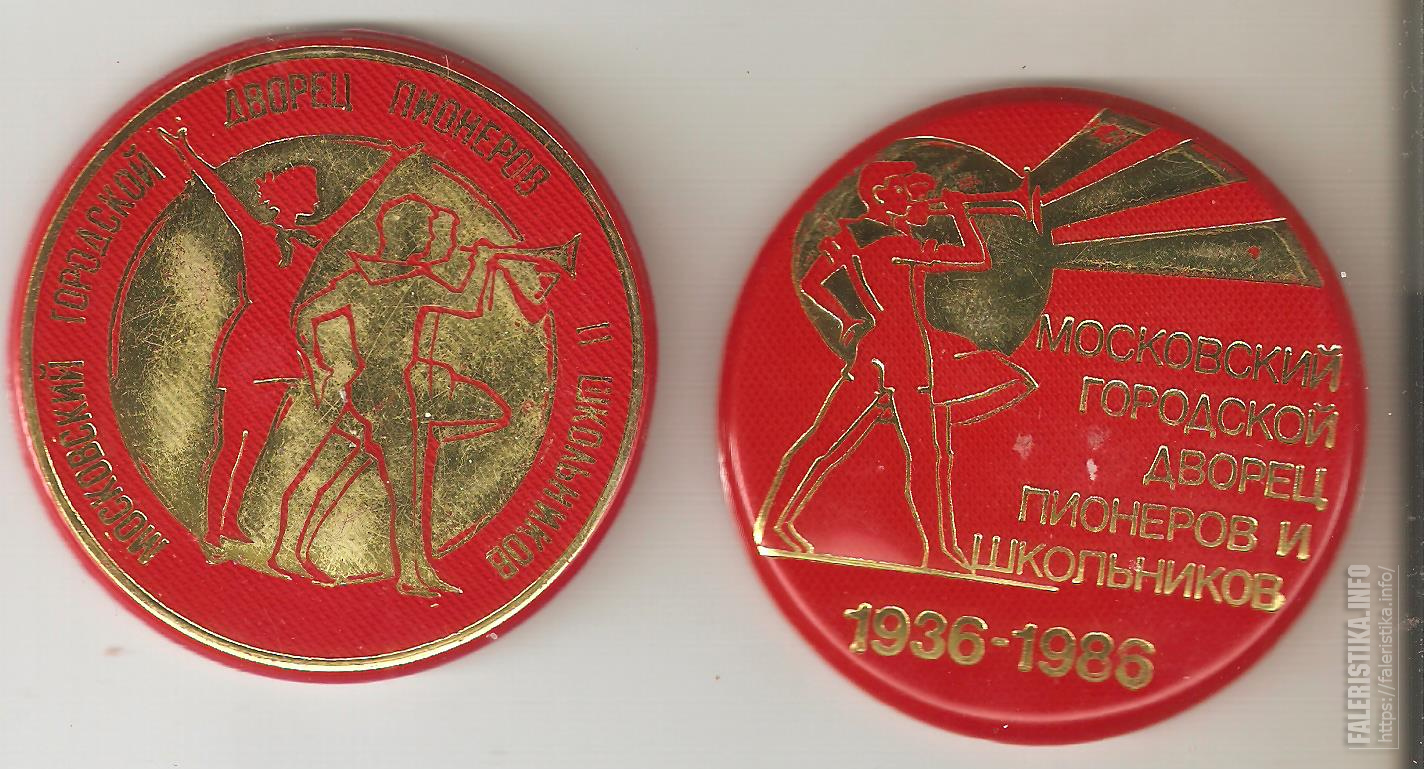 МОСКОВСКИЙ ГОРОДСКОЙ ДВОРЕЦ ПИОНЕРОВ И ШКОЛЬНИКОВ
МОСКОВСКИЙ
ГОРОДСКОЙ
ДВОРЕЦ
ПИОНЕРОВ И
ШКОЛЬНИКОВ
1936-1986
FALERISTIKA.INFO
https://faleristika.info/